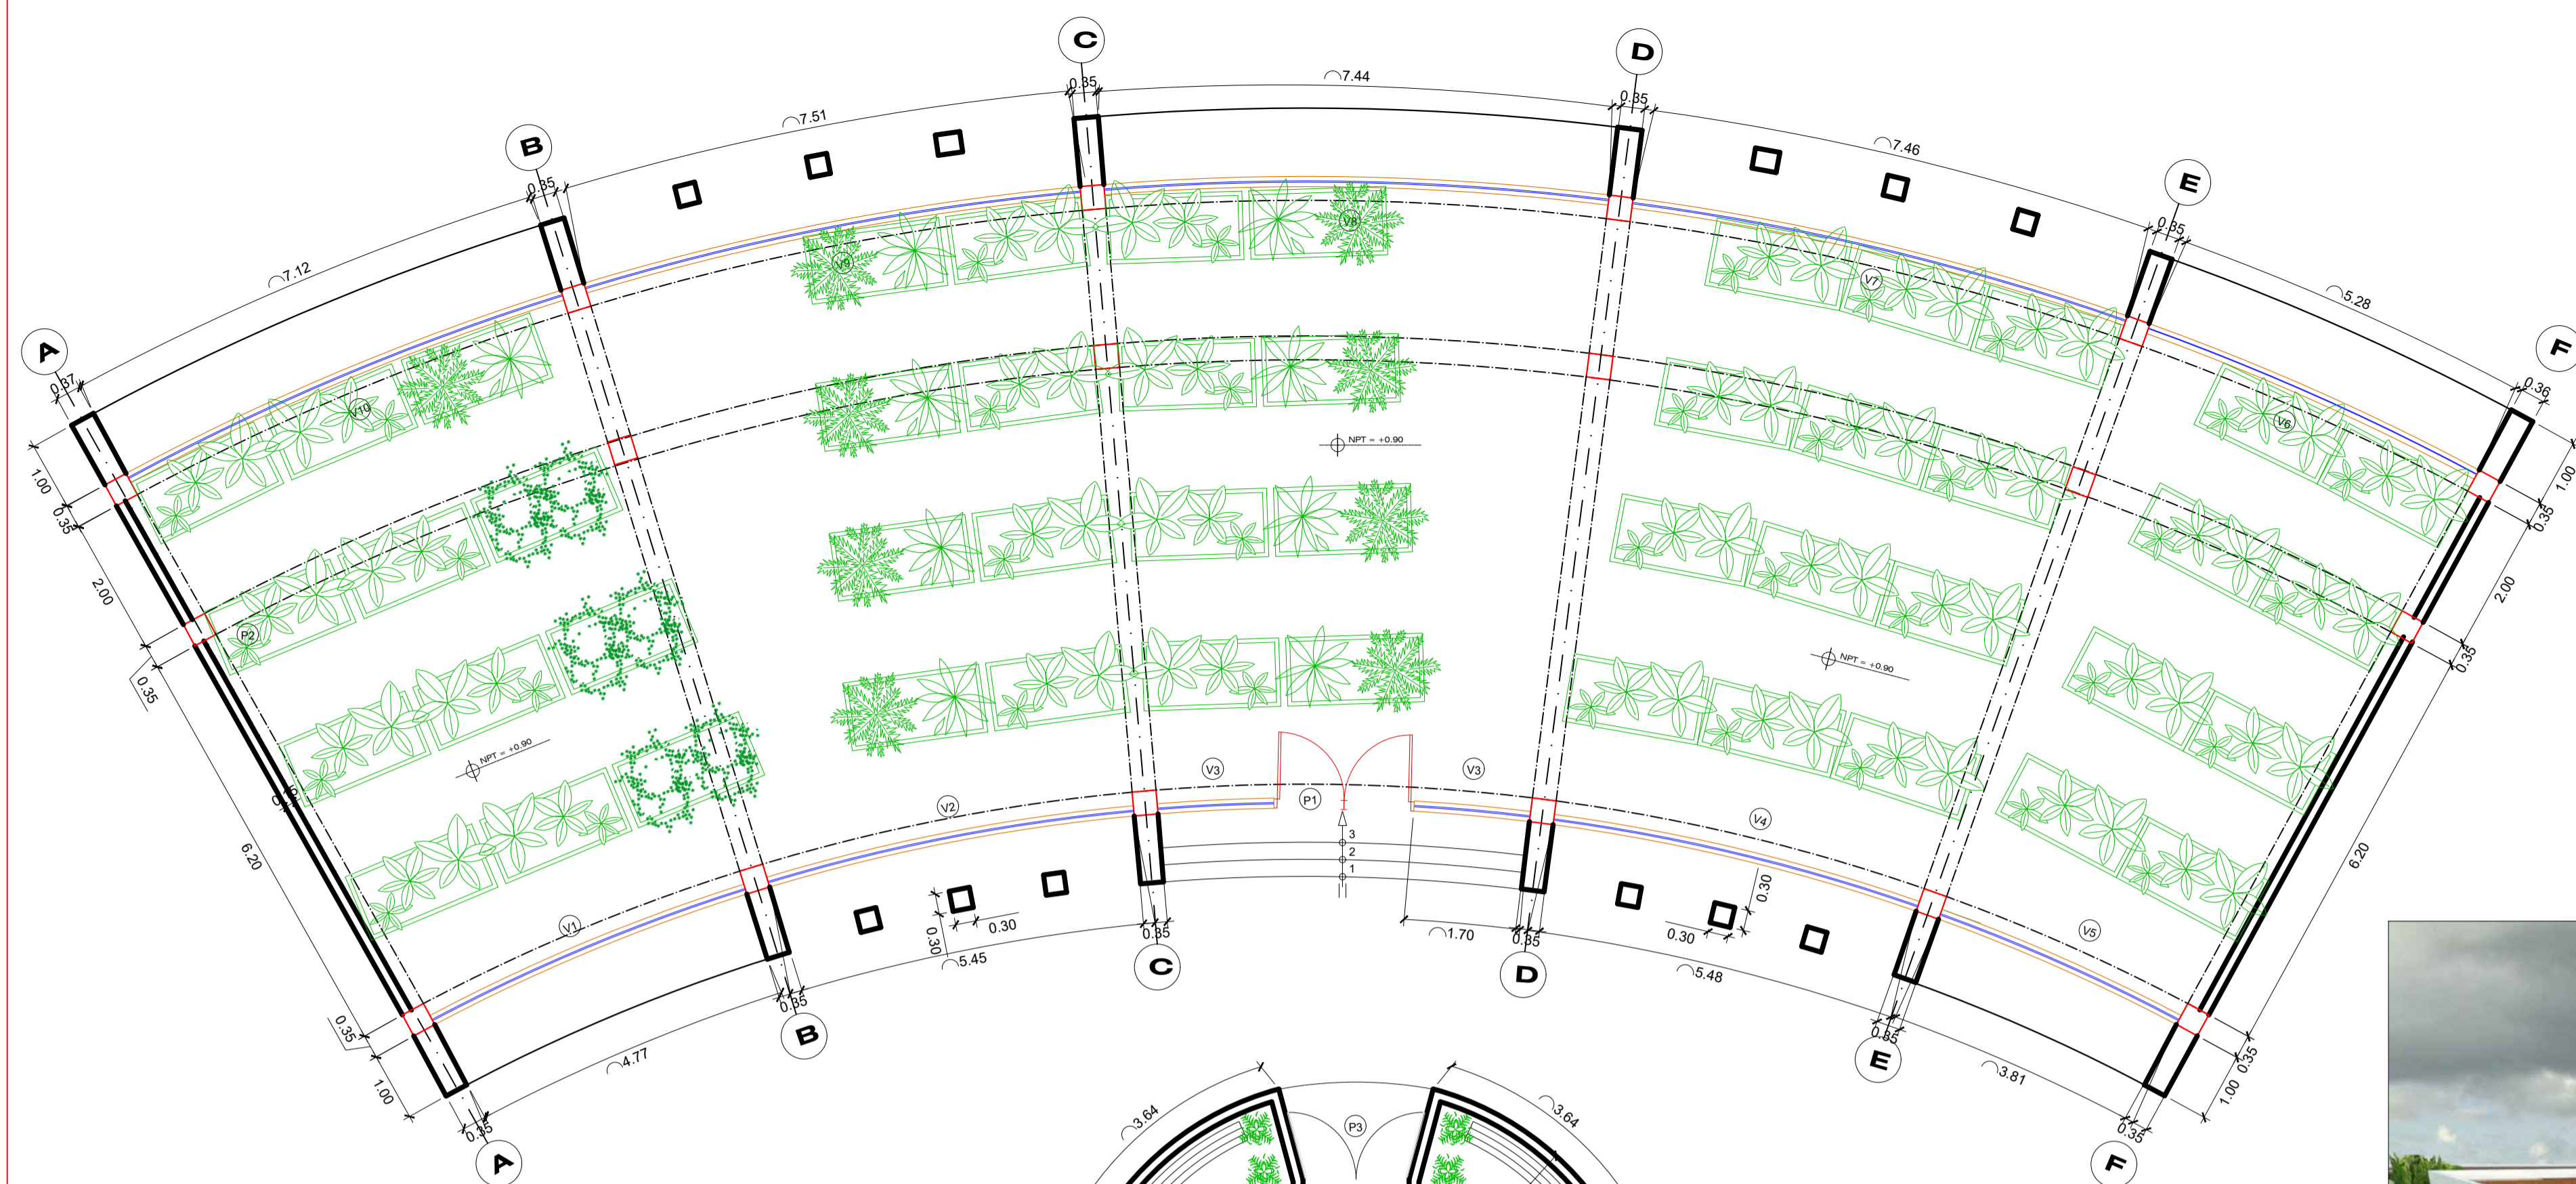 C
D
7.44
0.35
0.35
7.51
B
7.46
E
0.35
0.35
7.12
5.28
A
F
0.37
0.36
V9
V8
V7
V10
V6
1.00
0.35
2.00
0.35
6.20
0.35
1.00
NPT = +0.90
NPT = +0.90
NPT = +0.90
P2
1.00
0.35
2.00
0.35
6.20
0.35
1.00
V3
V3
P1
V2
V4
3
2
1
V1
V5
0.30
0.30
0.30
0.30
0.35
1.70
0.35
5.45
C
D
5.48
0.35
B
0.35
E
4.77
3.81
0.35
A
0.35
F
3.64
P3
3.64